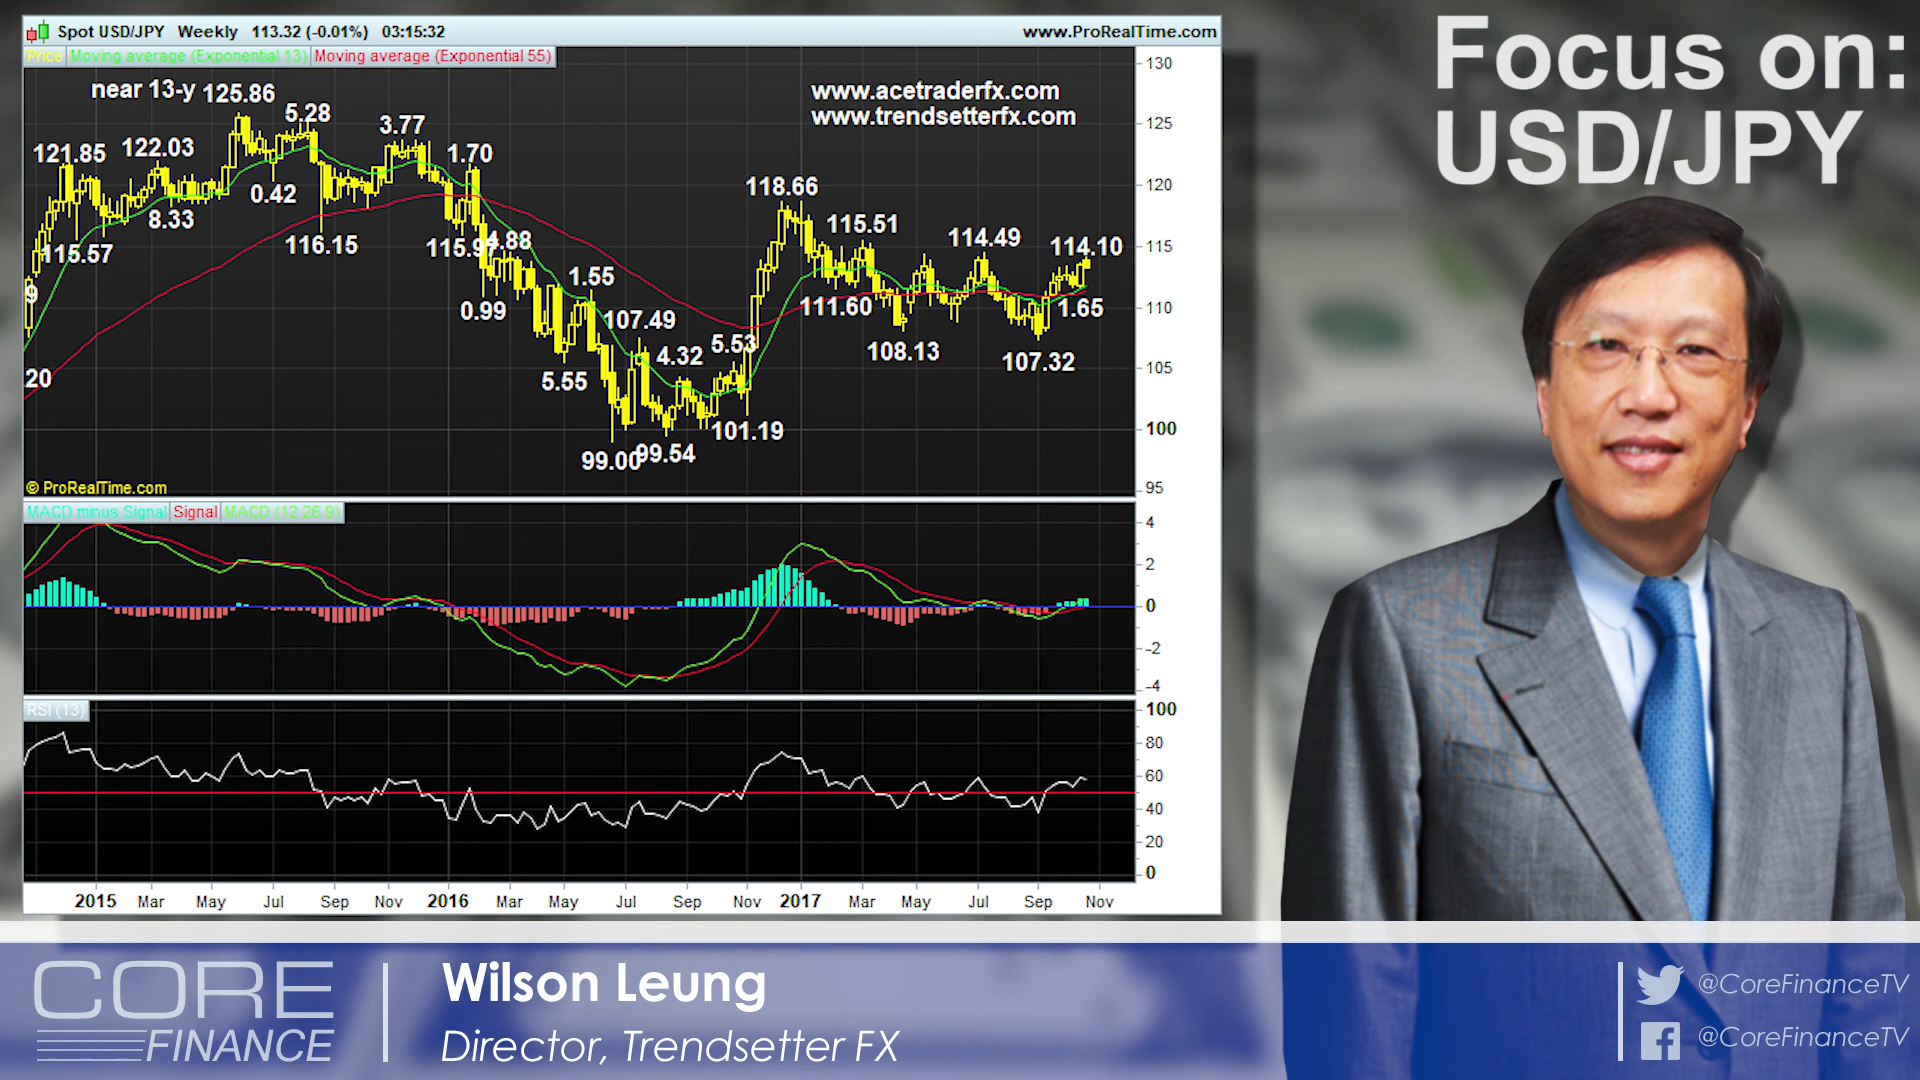 Spot USD/JPY Weekly 113.32 (-0.01%) 03:15:32
www.ProRealTime.com
Price Moving average (Exponential 13) Moving average (Exponential 55)
near 13-y 125.86
5.28
3.77
121.85
122.03
1.70
0.42
8.33
115.57
116.15
115.97
4.88
0.99
1.55
107.49
4.32
5.53
5.55
99.00
99.54
101.19
118.66
115.51
111.60
108.13
114.49
107.32
114.10
1.65
9
20
www.acetraderfx.com
www.trendsetterfx.com
130
125
120
115
110
105
100
95
© ProRealTime.com
MACD minus Signal Signal MACD (12 26 9)
4
2
0
-2
-4
RSI (13)
100
80
60
40
20
0
2015 Mar May Jul Sep Nov 2016 Mar May Jul Sep Nov 2017 Mar May Jul Sep Nov
Focus on:
USD/JPY
CORE
FINANCE
Wilson Leung
Director, Trendsetter FX
@CoreFinanceTV
@CoreFinanceTV